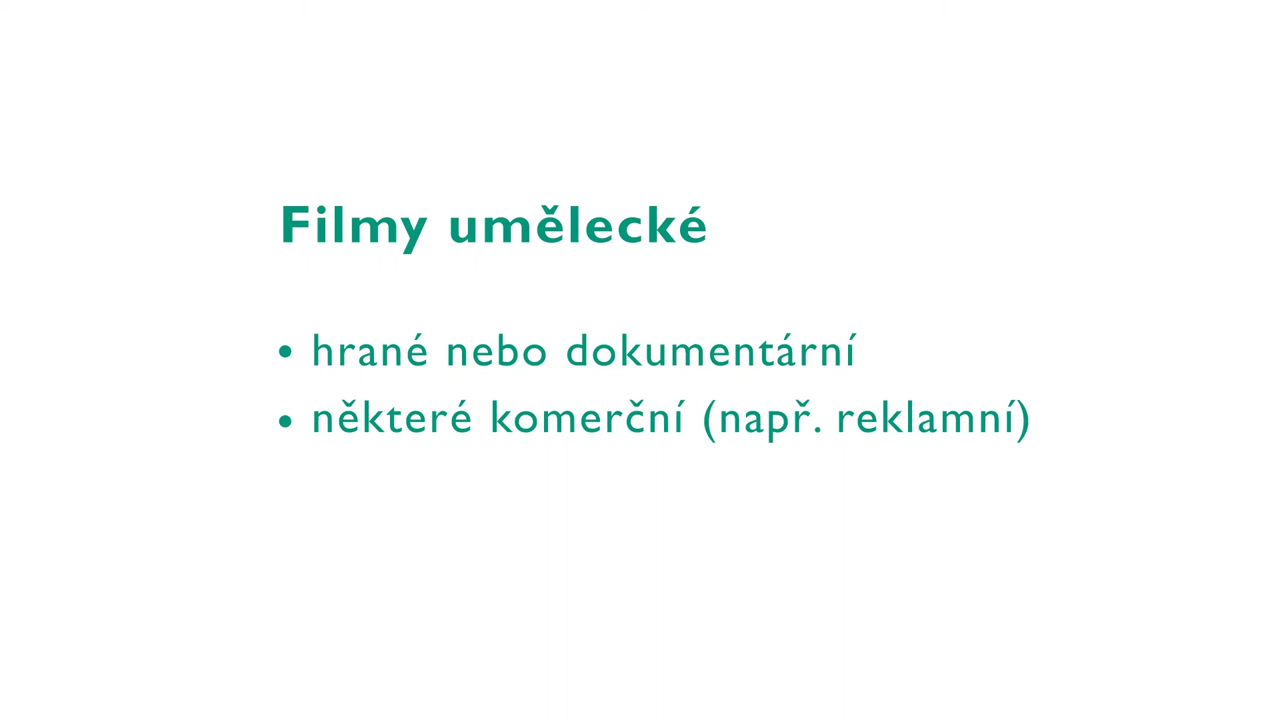 Filmy umělecké
• hrané nebo dokumentární
• některé komerční (např. reklamní)